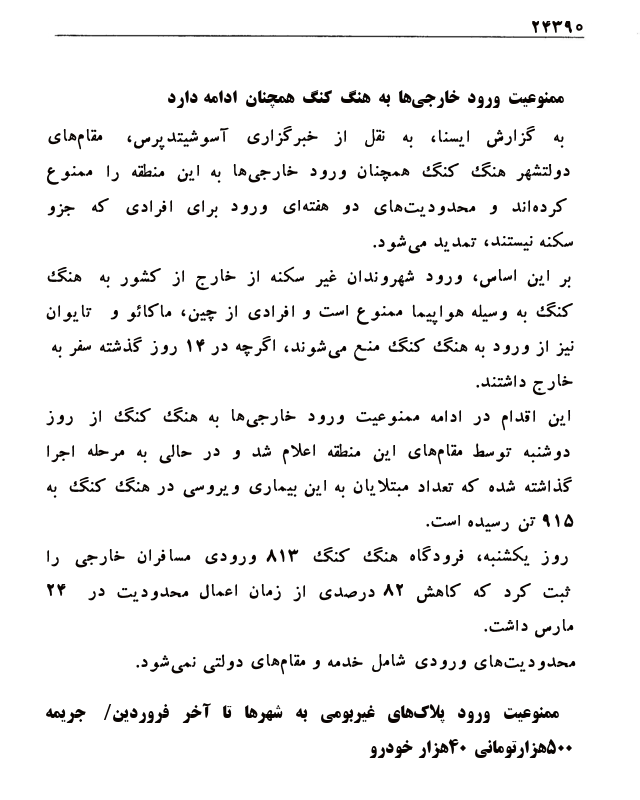 ۲۴۳۹۰
ممنوعیت ورود خارجی‌ها به هنگ کنگ همچنان ادامه دارد
به گزارش ایسنا، به نقل از خبرگزاری آسوشیتدپرس، مقام‌های
دولتشهر هنگ کنگ همچنان ورود خارجی‌ها به این منطقه را ممنوع
کرده‌اند و محدودیت‌های دو هفته‌ای ورود برای افرادی که جزو
سکنه نیستند، تمدید می‌شود.
بر این اساس، ورود شهروندان غیر سکنه از خارج از کشور به هنگ
کنگ به وسیله هواپیما ممنوع است و افرادی از چین، ماکائو و تایوان
نیز از ورود به هنگ کنگ منع می‌شوند، اگرچه در ۱۴ روز گذشته سفر به
خارج داشتند.
این اقدام در ادامه ممنوعیت ورود خارجی‌ها به هنگ کنگ از روز
دوشنبه توسط مقام‌های این منطقه اعلام شد و در حالی به مرحله اجرا
گذاشته شده که تعداد مبتلایان به این بیماری ویروسی در هنگ کنگ به
۹۱۵ تن رسیده است.
روز یکشنبه، فرودگاه هنگ کنگ ۸۱۳ ورودی مسافران خارجی را
ثبت کرد که کاهش ۸۲ درصدی از زمان اعمال محدودیت در ۲۴
مارس داشت.
محدودیت‌های ورودی شامل خدمه و مقام‌های دولتی نمی‌شود.
ممنوعیت ورود پلاک‌های غیربومی به شهرها تا آخر فروردین/ جریمه
۵۰۰هزارتومانی ۴۰هزار خودرو